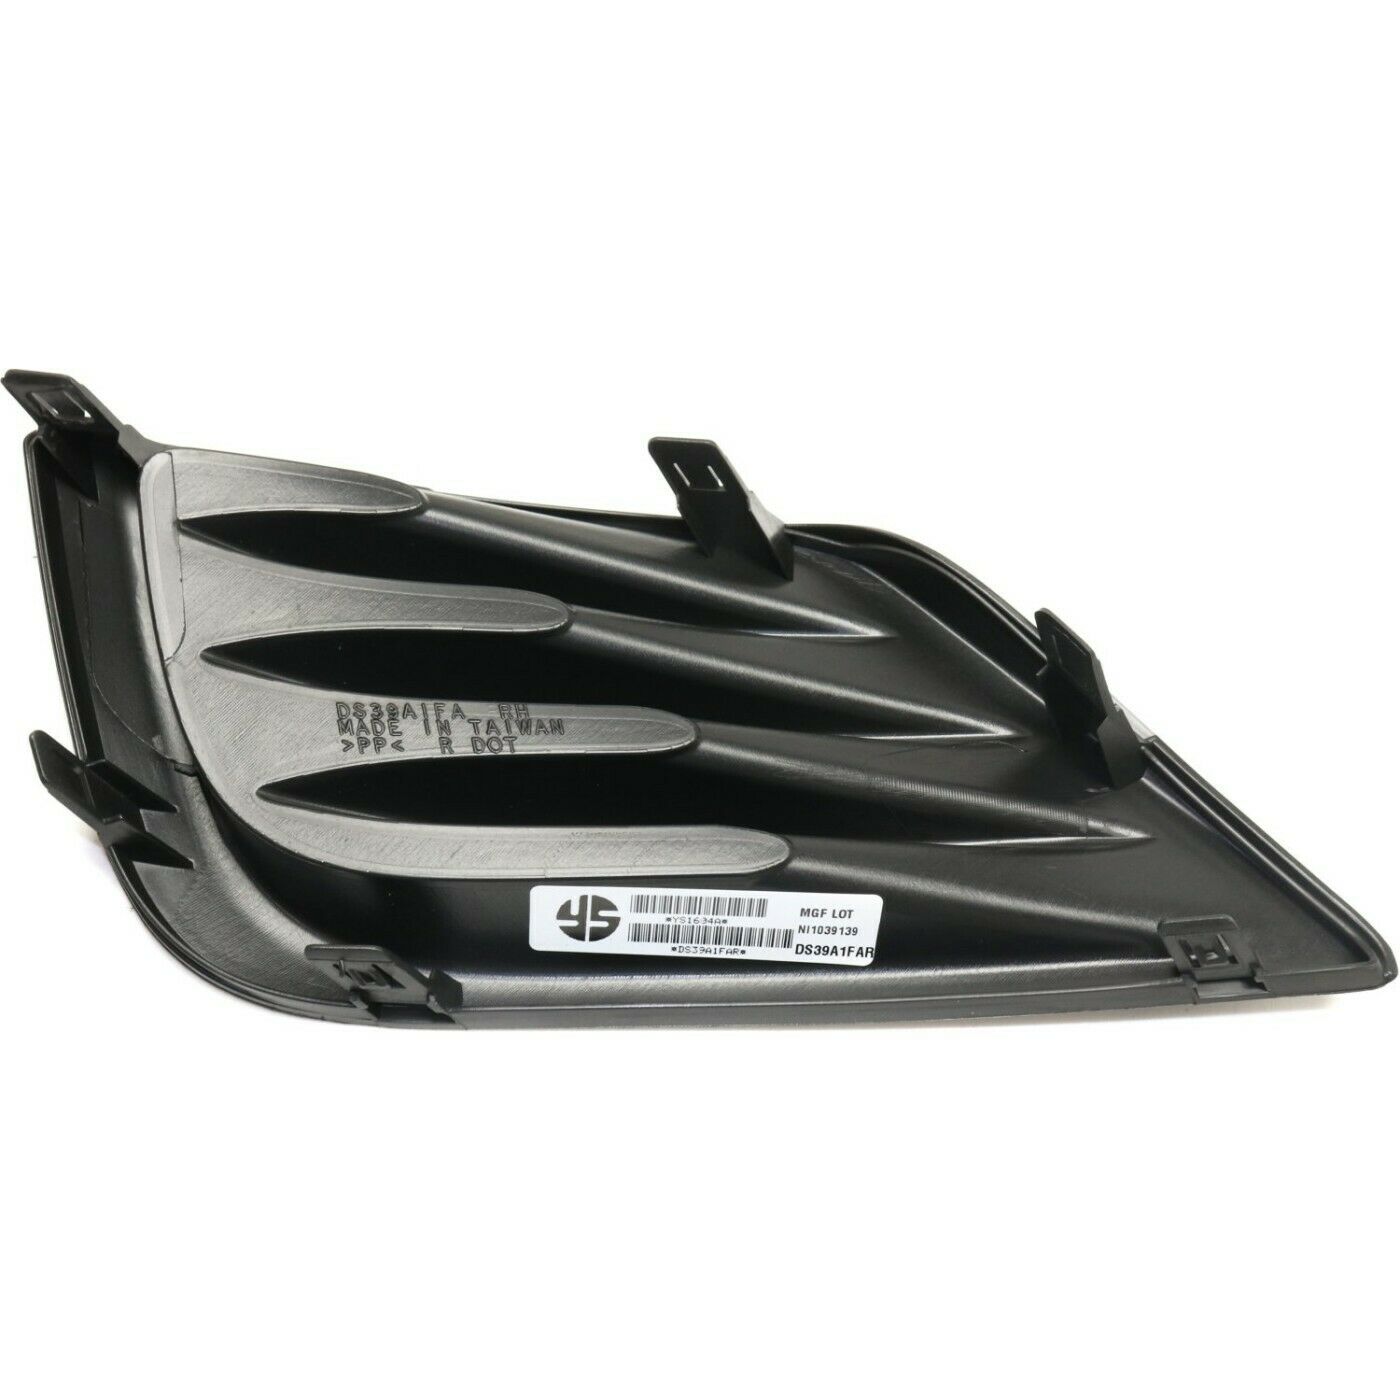 DS39A1FA RH
MADE IN TAIWAN
>PP< R DOT
YS
*YS1634A*
*DS39A1FAR*
MGF LOT
NI1039139
DS39A1FAR